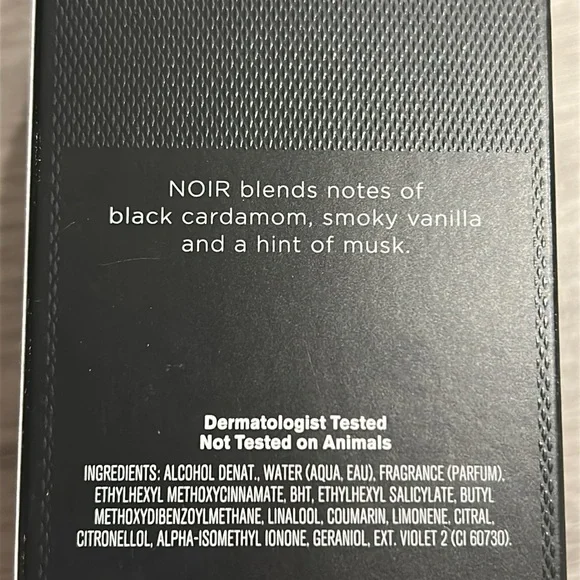 NOIR blends notes of
black cardamom, smoky vanilla
and a hint of musk.
Dermatologist Tested
Not Tested on Animals
INGREDIENTS: ALCOHOL DENAT., WATER (AQUA, EAU), FRAGRANCE (PARFUM),
ETHYLHEXYL METHOXYCINNAMATE, BHT, ETHYLHEXYL SALICYLATE, BUTYL
METHOXYDIBENZOYLMETHANE, LINALOOL, COUMARIN, LIMONENE, CITRAL,
CITRONELLOL, ALPHA-ISOMETHYL IONONE, GERANIOL, EXT. VIOLET 2 (CI 60730).